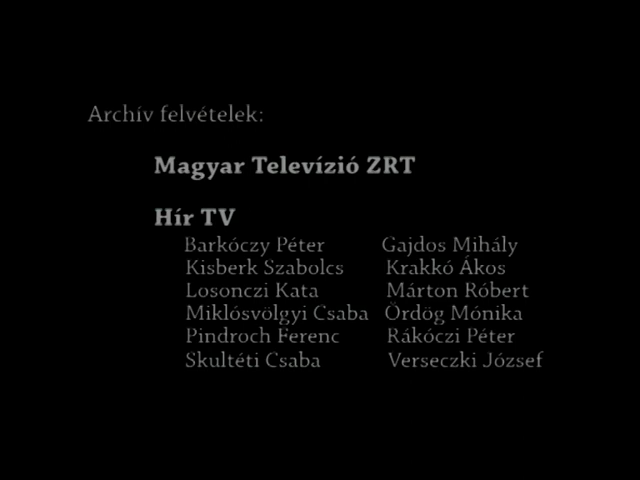 Archív felvételek:
Magyar Televízió ZRT
Hír TV
Barkóczy Péter Gajdos Mihály
Kisberk Szabolcs Krakkó Ákos
Losonczi Kata Márton Róbert
Miklósvölgyi Csaba Ördög Mónika
Pindroch Ferenc Rákóczi Péter
Skultéti Csaba Verseczki József